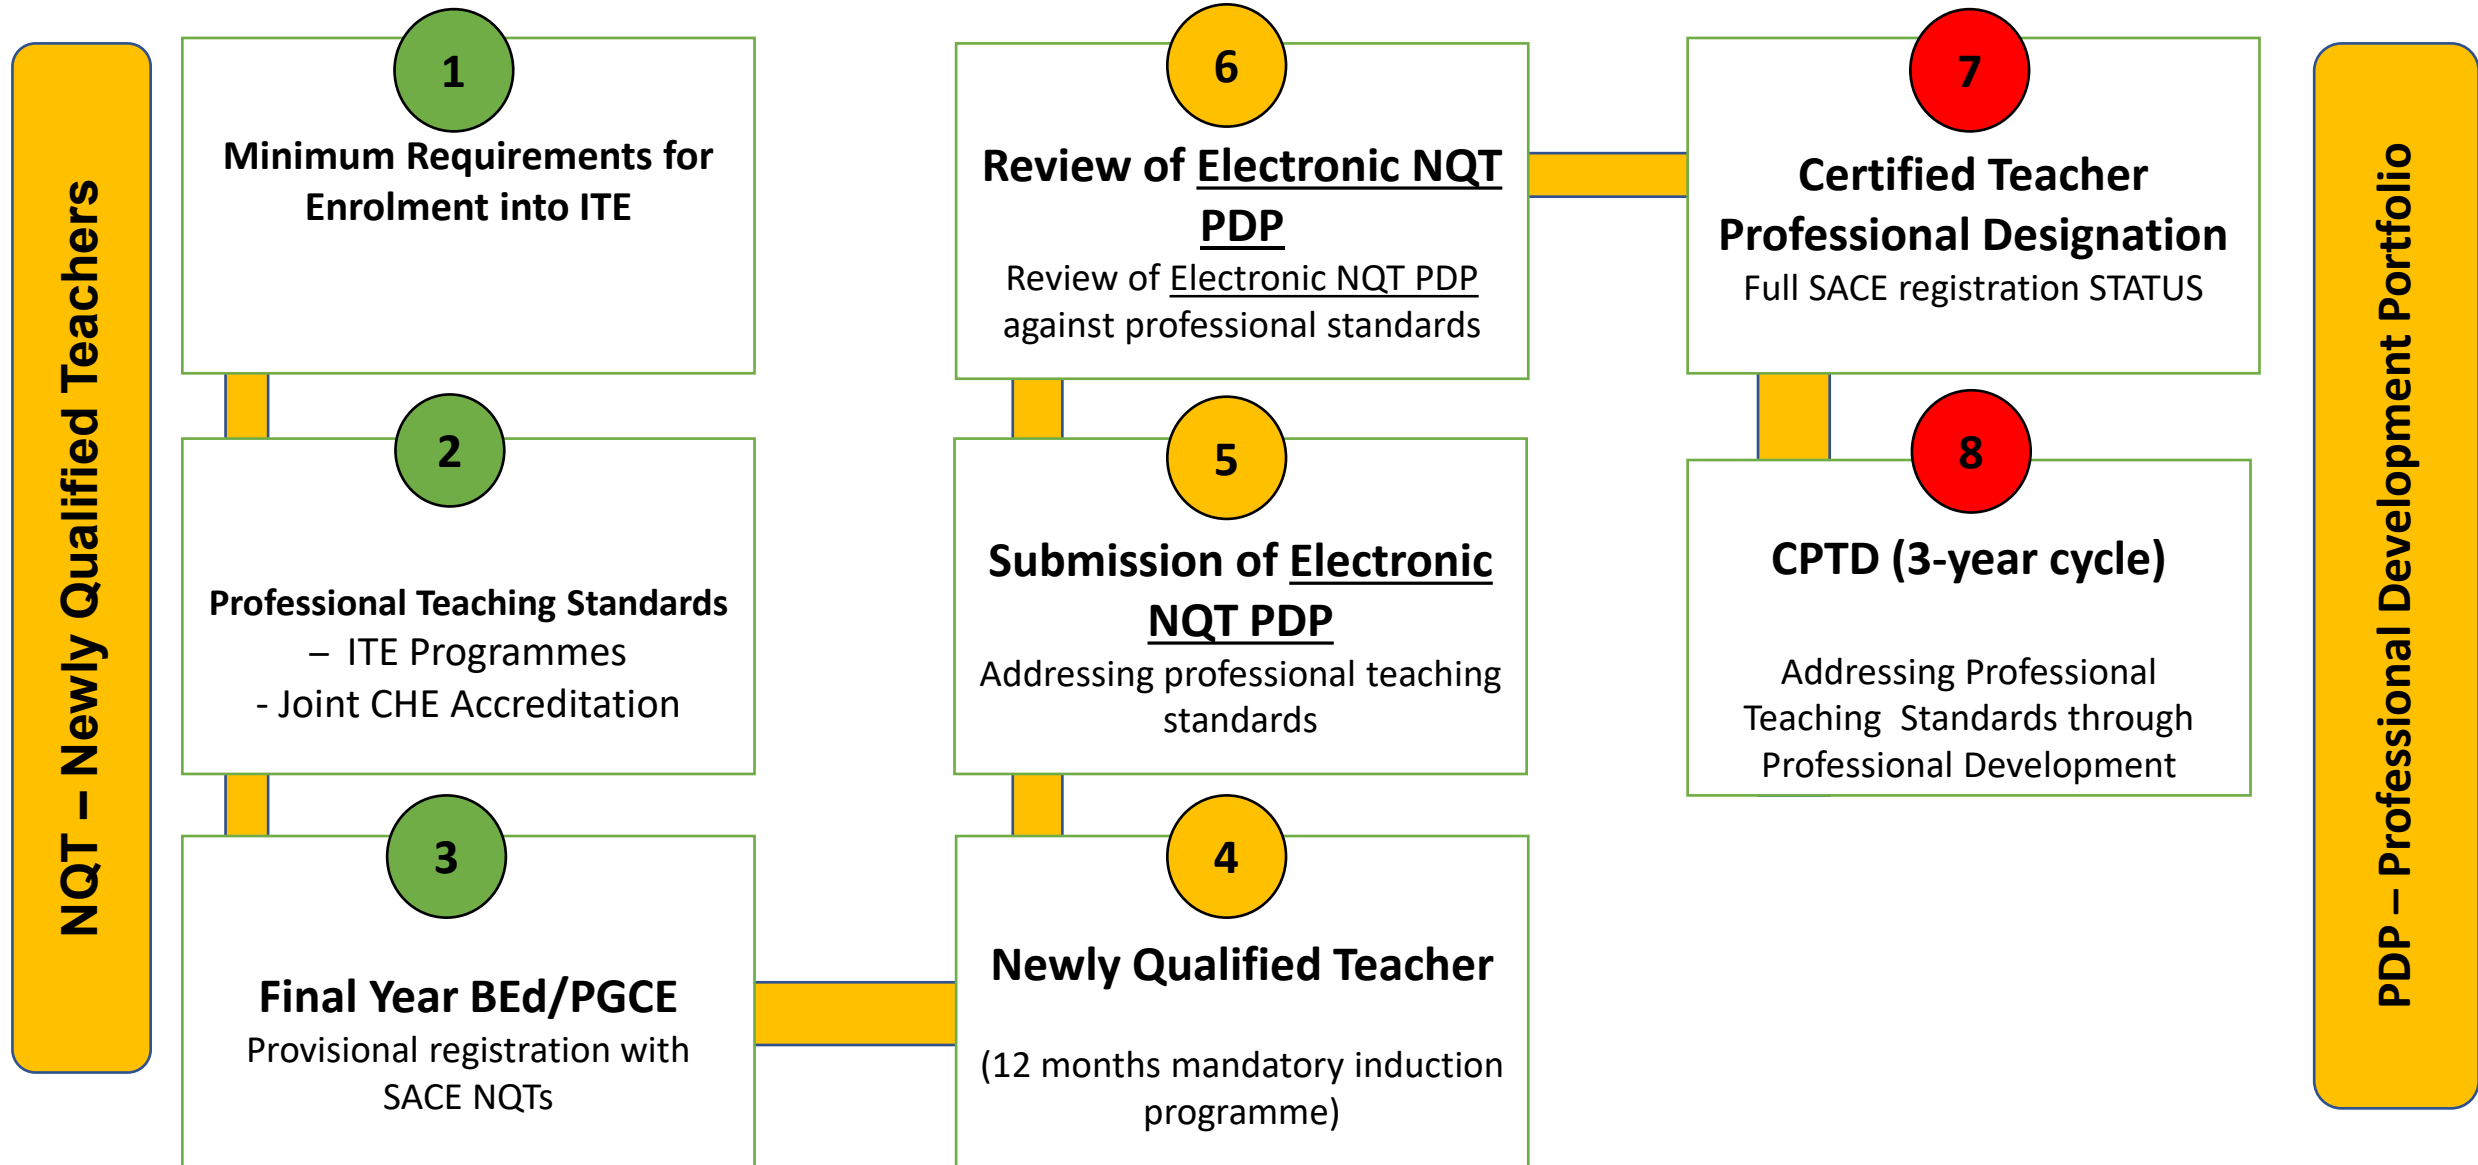 NQT – Newly Qualified Teachers
1
Minimum Requirements for
Enrolment into ITE
2
Professional Teaching Standards
– ITE Programmes
- Joint CHE Accreditation
3
Final Year BEd/PGCE
Provisional registration with
SACE NQTs
4
Newly Qualified Teacher
(12 months mandatory induction
programme)
5
Submission of Electronic
NQT PDP
Addressing professional teaching
standards
6
Review of Electronic NQT
PDP
Review of Electronic NQT PDP
against professional standards
7
Certified Teacher
Professional Designation
Full SACE registration STATUS
8
CPTD (3-year cycle)
Addressing Professional
Teaching Standards through
Professional Development
PDP – Professional Development Portfolio